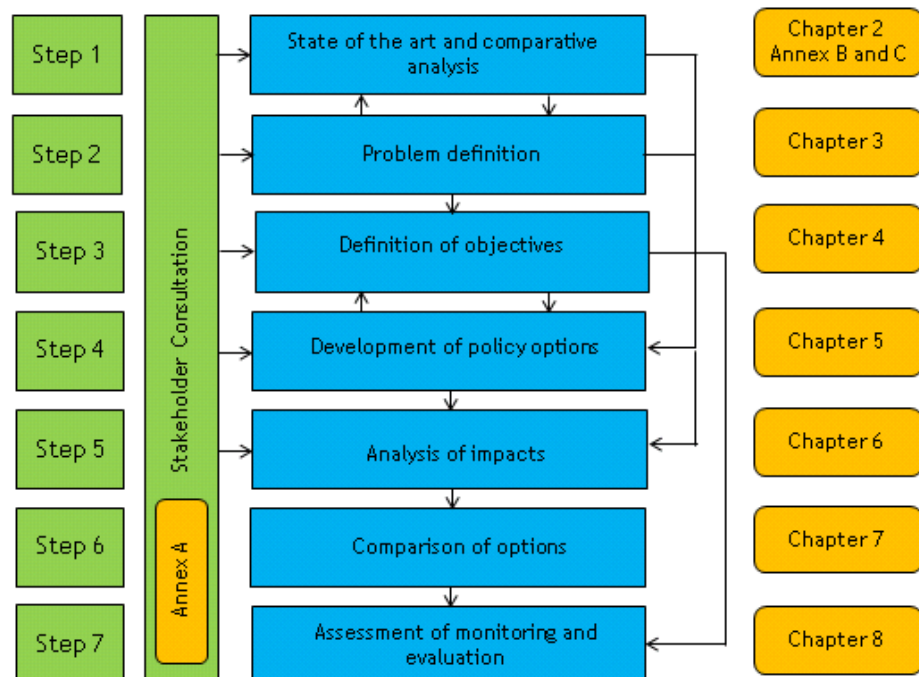 Step 1
State of the art and comparative
analysis
Chapter 2
Annex B and C
Step 2
Problem definition
Chapter 3
Step 3
Definition of objectives
Chapter 4
Stakeholder Consultation
Step 4
Development of policy options
Chapter 5
Step 5
Analysis of impacts
Chapter 6
Annex A
Step 6
Comparison of options
Chapter 7
Step 7
Assessment of monitoring and
evaluation
Chapter 8